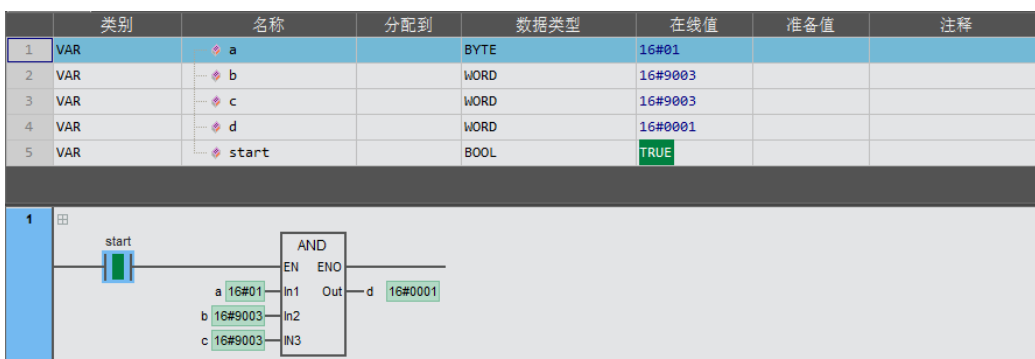 类别 名称 分配到 数据类型 在线值 准备值 注释
1 VAR a BYTE 16#01
2 VAR b WORD 16#9003
3 VAR c WORD 16#9003
4 VAR d WORD 16#0001
5 VAR start BOOL TRUE
1
start
AND
EN ENO
a 16#01 In1 Out d 16#0001
b 16#9003 In2
c 16#9003 IN3